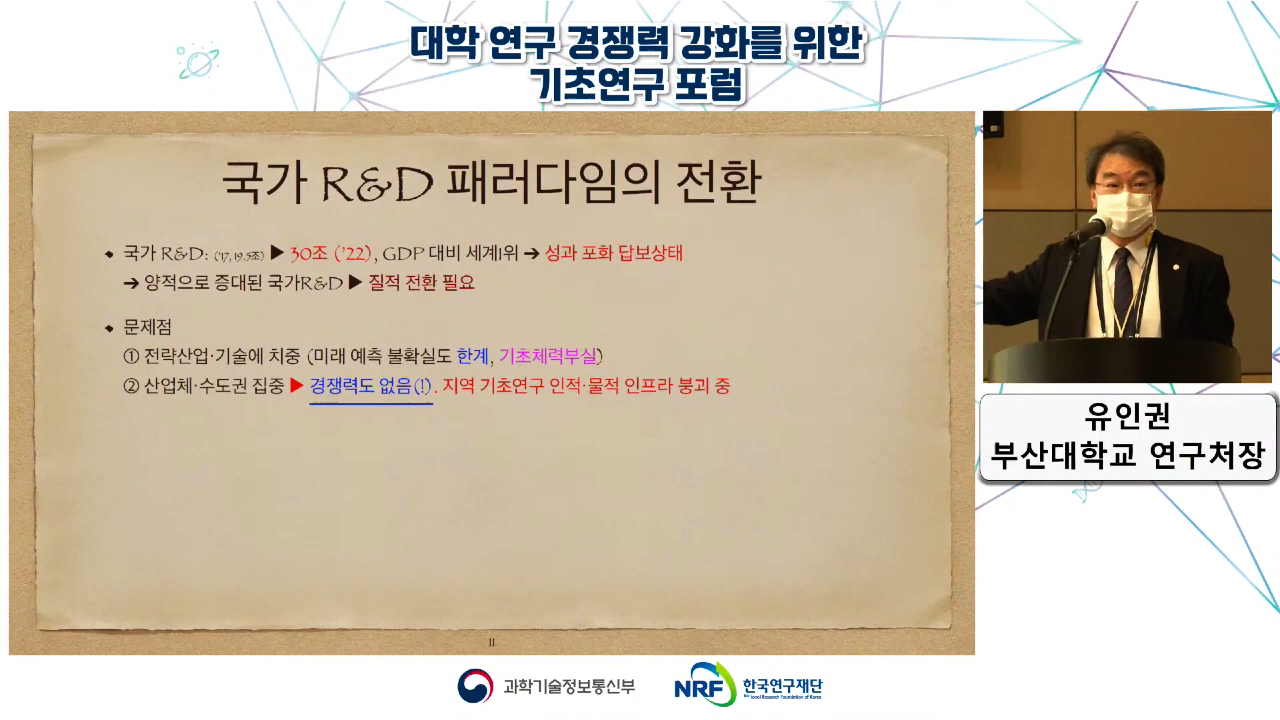 대학 연구 경쟁력 강화를 위한
기초연구 포럼
국가 R&D 패러다임의 전환
국가 R&D: ('17, 19.5조) ▶ 30조 ('22), GDP 대비 세계1위 ➔ 성과 포화 답보상태
➔ 양적으로 증대된 국가R&D ▶ 질적 전환 필요
문제점
① 전략산업·기술에 치중 (미래 예측 불확실도 한계, 기초체력부실)
② 산업체·수도권 집중 ▶ 경쟁력도 없음(!). 지역 기초연구 인적·물적 인프라 붕괴 중
11
유인권
부산대학교 연구처장
과학기술정보통신부
NRF 한국연구재단
National Research Foundation of Korea